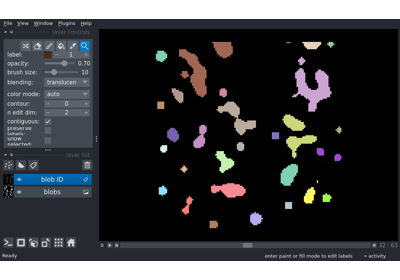 File View Window Plugins Help
layer controls
label: 1
opacity: 0.70
brush size: 10
blending: translucen
color mode: auto
contour: 0
n edit dim: 2
contiguous:
preserve labels:
show selected:
layer list
blob ID
blobs
0 32 63
Ready enter paint or fill mode to edit labels activity